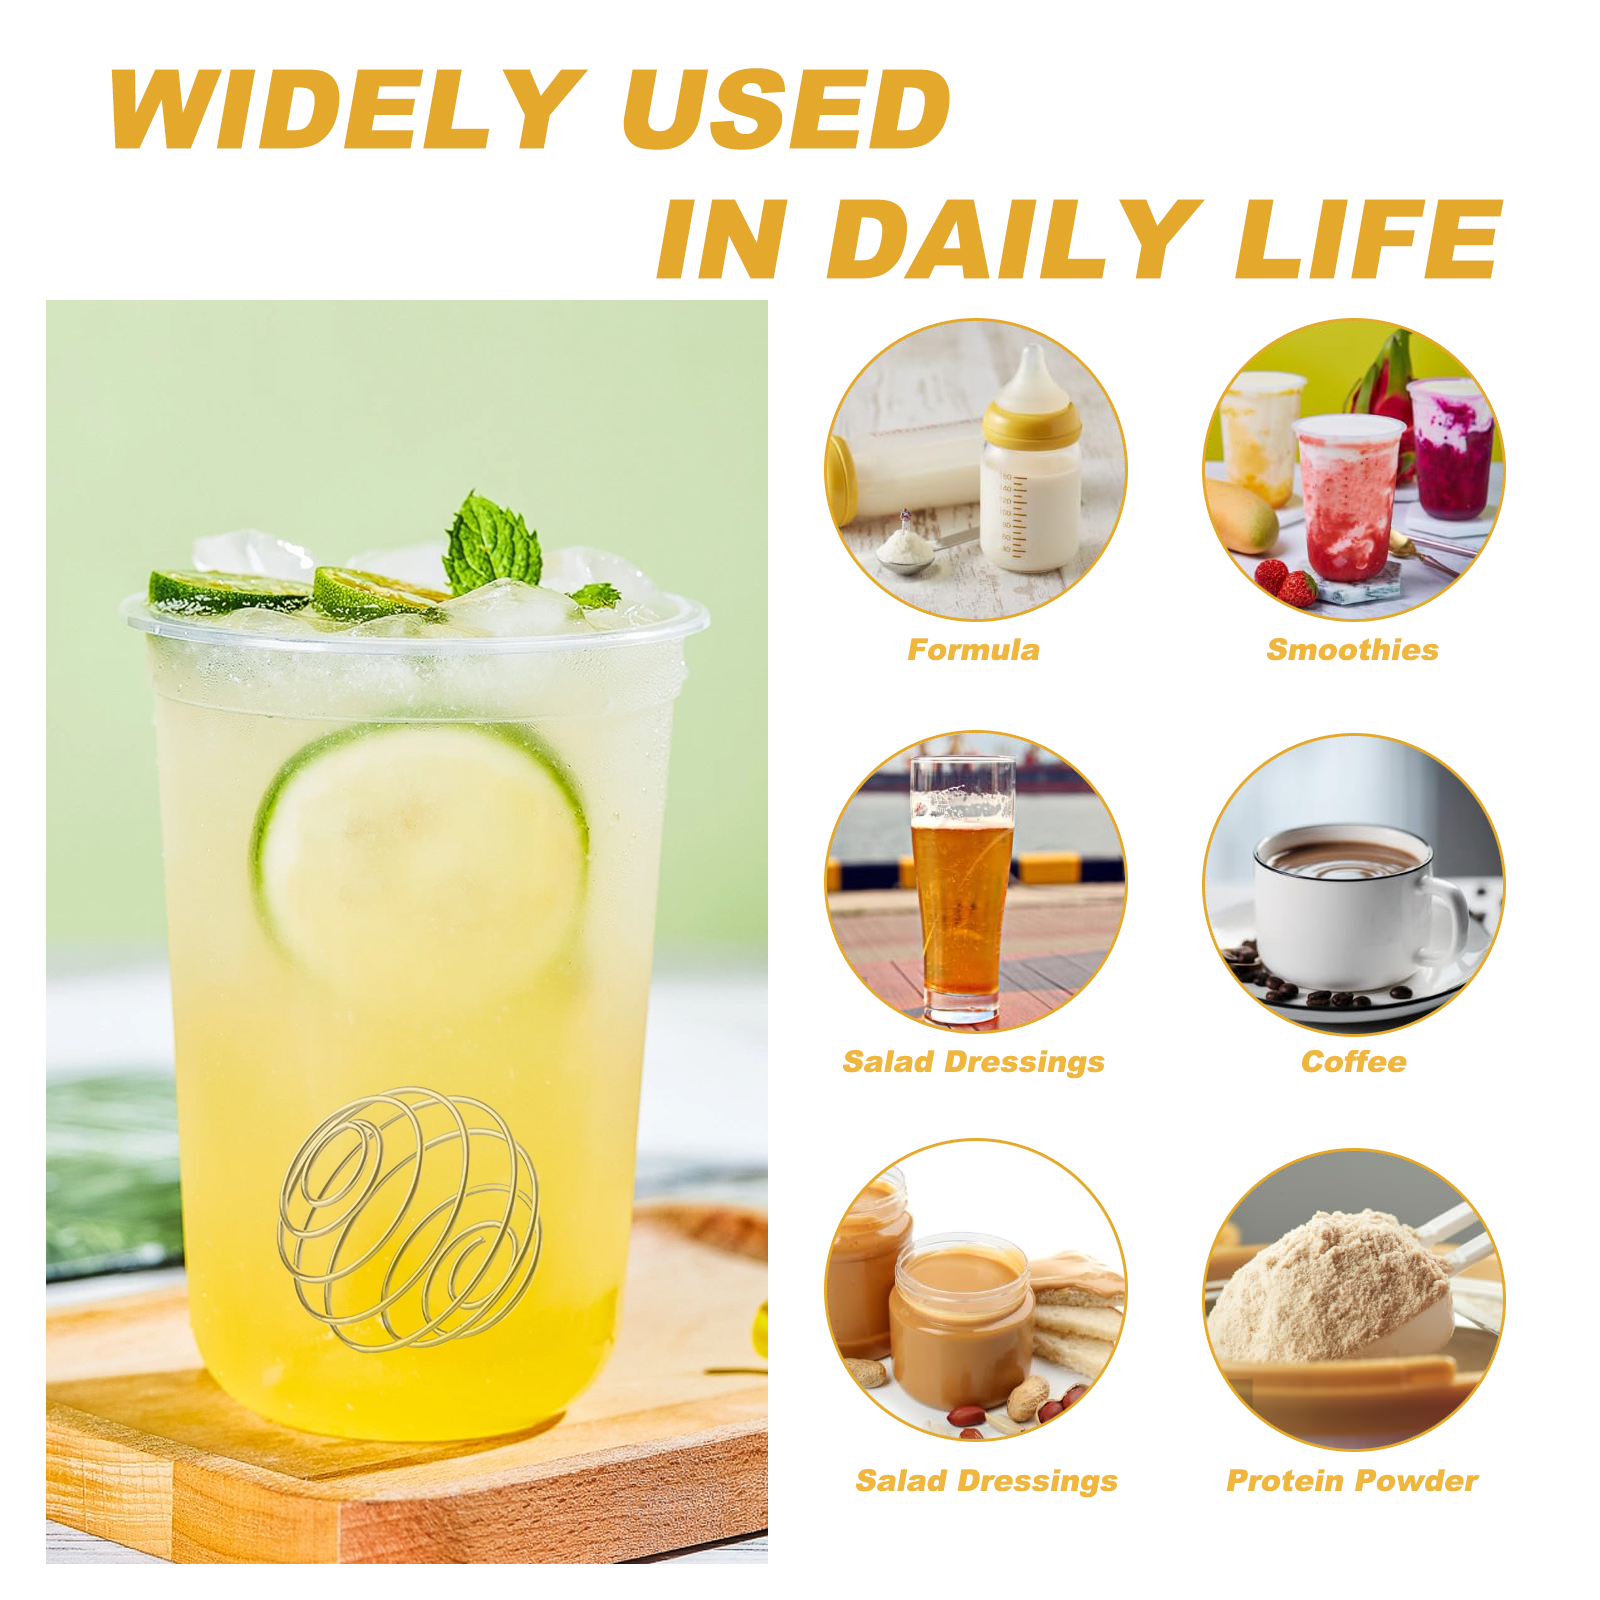 WIDELY USED
IN DAILY LIFE
Formula
Smoothies
Salad Dressings
Coffee
Salad Dressings
Protein Powder